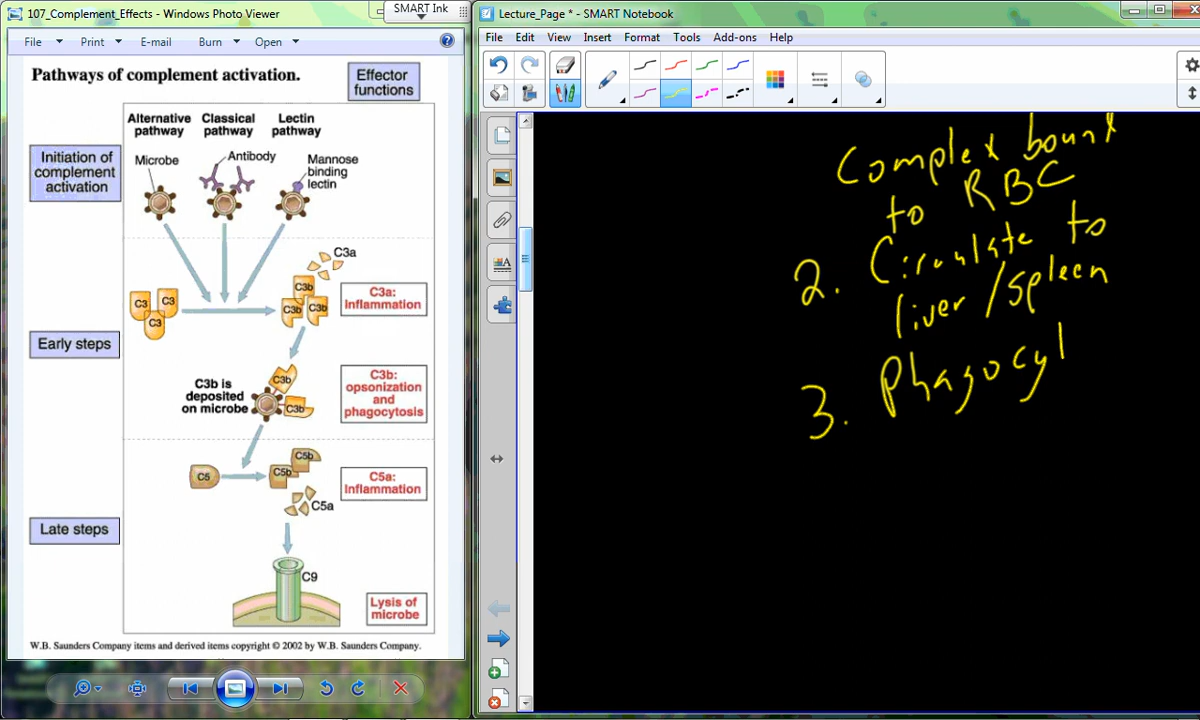 107_Complement_Effects - Windows Photo Viewer
SMART Ink
File Print E-mail Burn Open
Pathways of complement activation.
Effector
functions
Alternative
pathway
Classical
pathway
Lectin
pathway
Initiation of
complement
activation
Microbe
Antibody
Mannose
binding
lectin
C3a
C3b
C3 C3
C3
C3b C3b
C3a:
Inflammation
Early steps
C3b is
deposited
on microbe
C3b
C3b
C3b:
opsonization
and
phagocytosis
C5
C5b
C5b
C5a
C5a:
Inflammation
Late steps
C9
Lysis of
microbe
W.B. Saunders Company items and derived items copyright © 2002 by W.B. Saunders Company.
Lecture_Page * - SMART Notebook
File Edit View Insert Format Tools Add-ons Help
Complex bount
to RBC
2. Circulate to
liver/spleen
3. Phagocyl